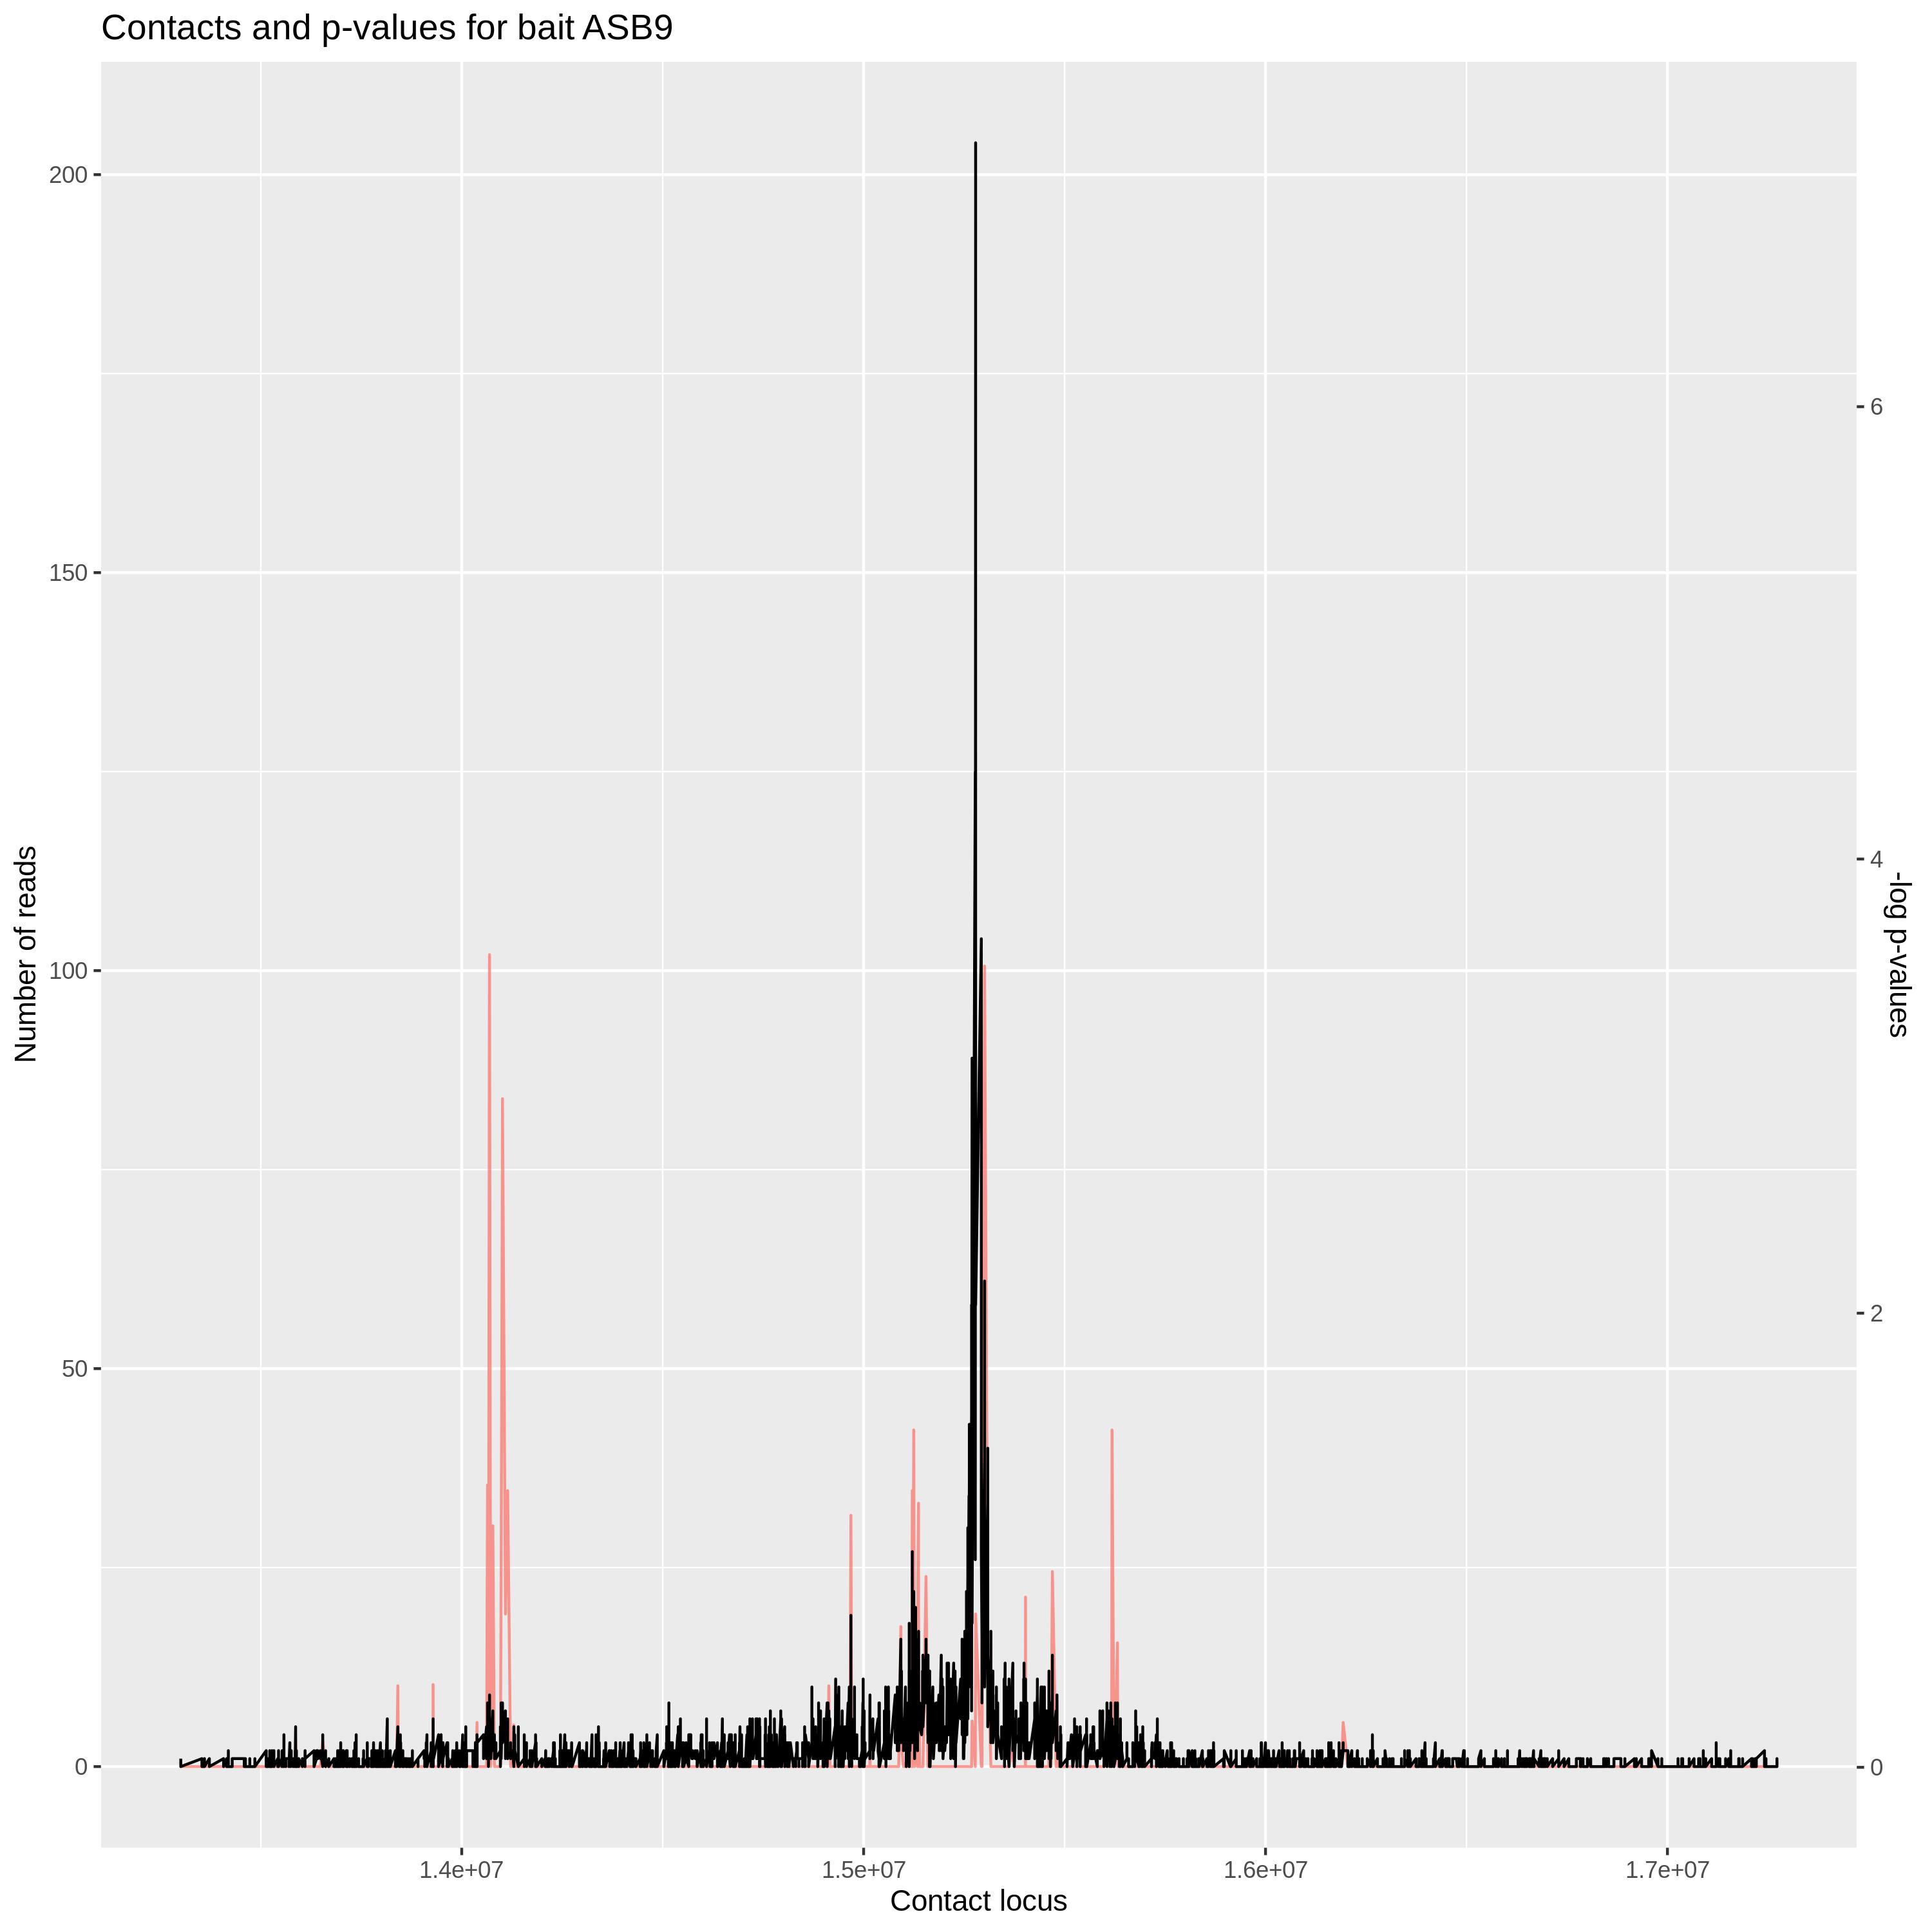 Contacts and p-values for bait ASB9
200
150
100
50
0
Number of reads
6
4
2
0
-log p-values
1.4e+07
1.5e+07
1.6e+07
1.7e+07
Contact locus